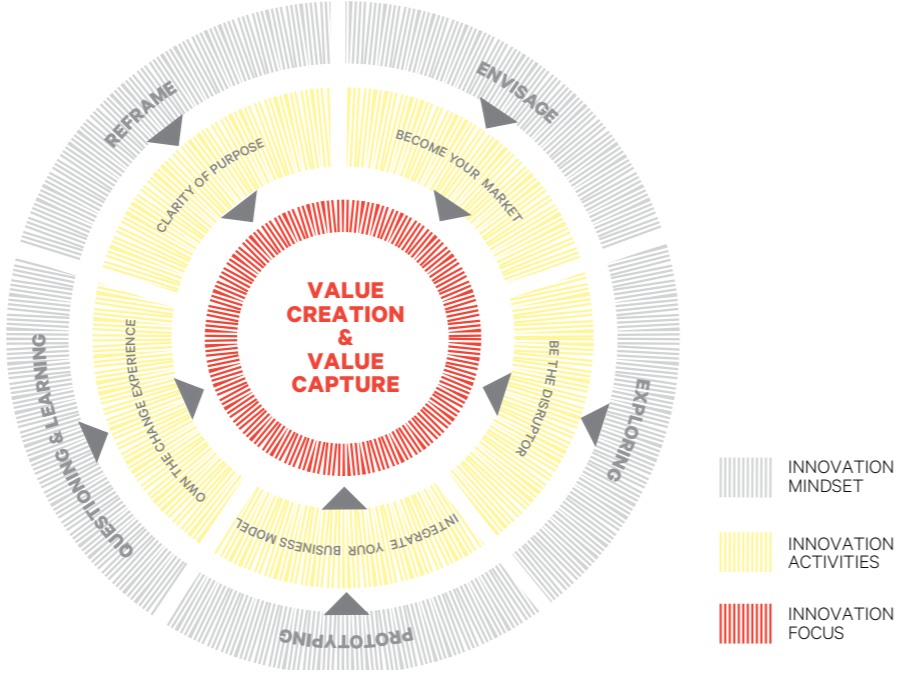 REFRAME
ENVISAGE
CLARITY OF PURPOSE
BECOME YOUR MARKET
VALUE
CREATION
&
VALUE
CAPTURE
QUESTIONING & LEARNING
OWN THE CHANGE EXPERIENCE
BE THE DISRUPTOR
EXPLORING
INTEGRATE YOUR BUSINESS MODEL
PROTOTYPING
INNOVATION
MINDSET
INNOVATION
ACTIVITIES
INNOVATION
FOCUS